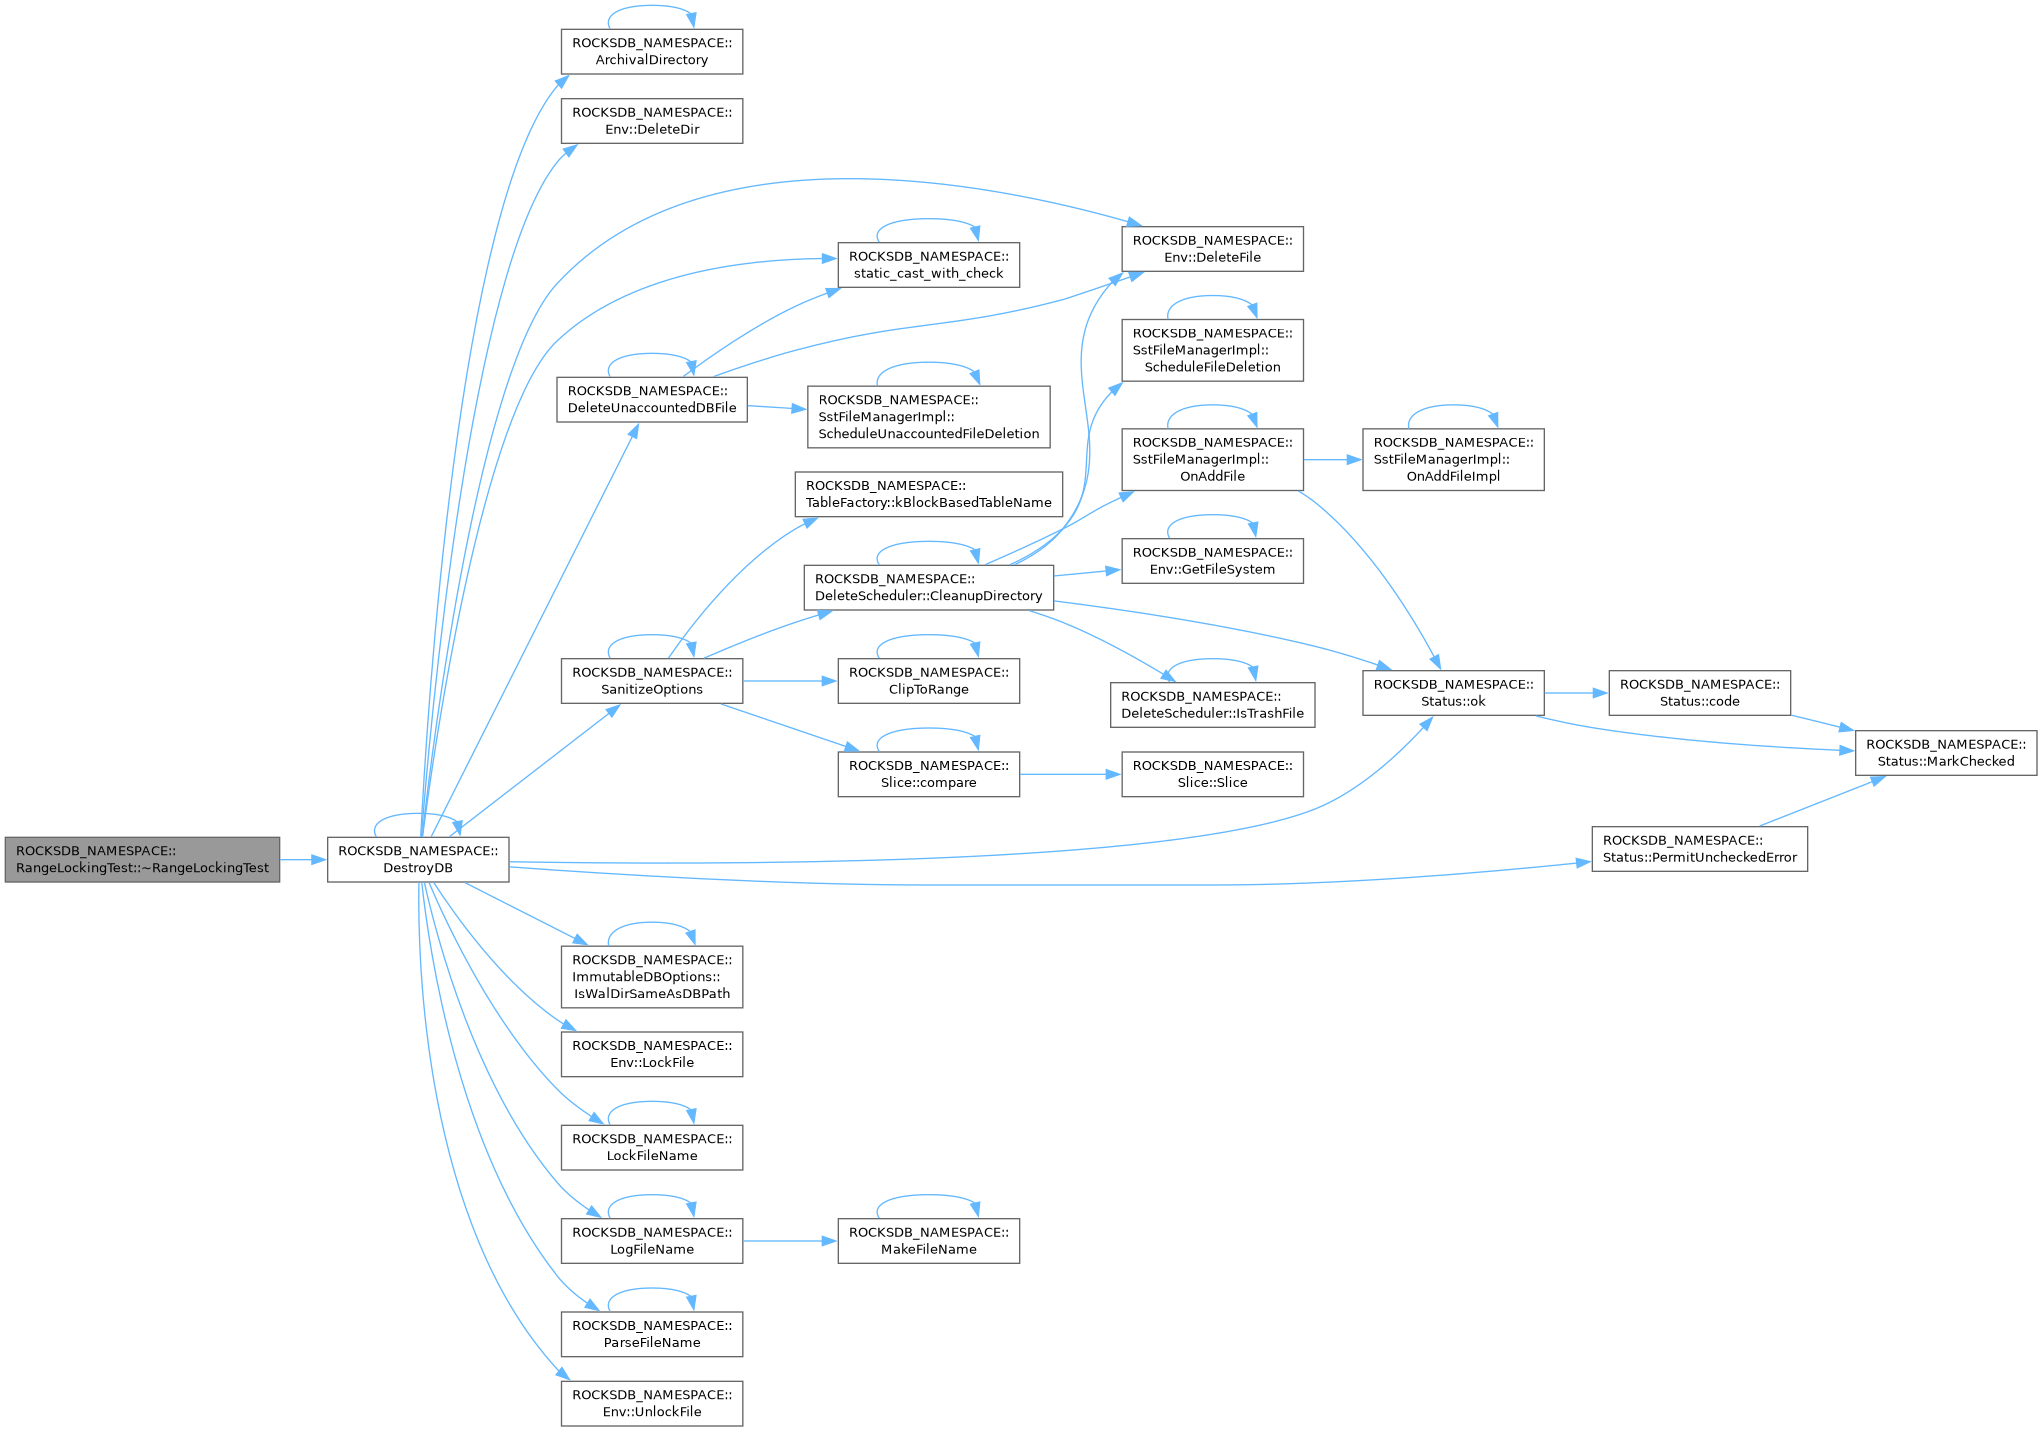 ROCKSDB_NAMESPACE::
ArchivalDirectory
ROCKSDB_NAMESPACE::
Env::DeleteDir
ROCKSDB_NAMESPACE::
Env::DeleteFile
ROCKSDB_NAMESPACE::
static_cast_with_check
ROCKSDB_NAMESPACE::
SstFileManagerImpl::
ScheduleFileDeletion
ROCKSDB_NAMESPACE::
DeleteUnaccountedDBFile
ROCKSDB_NAMESPACE::
SstFileManagerImpl::
ScheduleUnaccountedFileDeletion
ROCKSDB_NAMESPACE::
SstFileManagerImpl::
OnAddFile
ROCKSDB_NAMESPACE::
SstFileManagerImpl::
OnAddFileImpl
ROCKSDB_NAMESPACE::
TableFactory::kBlockBasedTableName
ROCKSDB_NAMESPACE::
Env::GetFileSystem
ROCKSDB_NAMESPACE::
DeleteScheduler::CleanupDirectory
ROCKSDB_NAMESPACE::
SanitizeOptions
ROCKSDB_NAMESPACE::
ClipToRange
ROCKSDB_NAMESPACE::
DeleteScheduler::IsTrashFile
ROCKSDB_NAMESPACE::
Status::ok
ROCKSDB_NAMESPACE::
Status::code
ROCKSDB_NAMESPACE::
Status::MarkChecked
ROCKSDB_NAMESPACE::
Slice::compare
ROCKSDB_NAMESPACE::
Slice::Slice
ROCKSDB_NAMESPACE::
RangeLockingTest::~RangeLockingTest
ROCKSDB_NAMESPACE::
DestroyDB
ROCKSDB_NAMESPACE::
Status::PermitUncheckedError
ROCKSDB_NAMESPACE::
ImmutableDBOptions::
IsWalDirSameAsDBPath
ROCKSDB_NAMESPACE::
Env::LockFile
ROCKSDB_NAMESPACE::
LockFileName
ROCKSDB_NAMESPACE::
LogFileName
ROCKSDB_NAMESPACE::
MakeFileName
ROCKSDB_NAMESPACE::
ParseFileName
ROCKSDB_NAMESPACE::
Env::UnlockFile